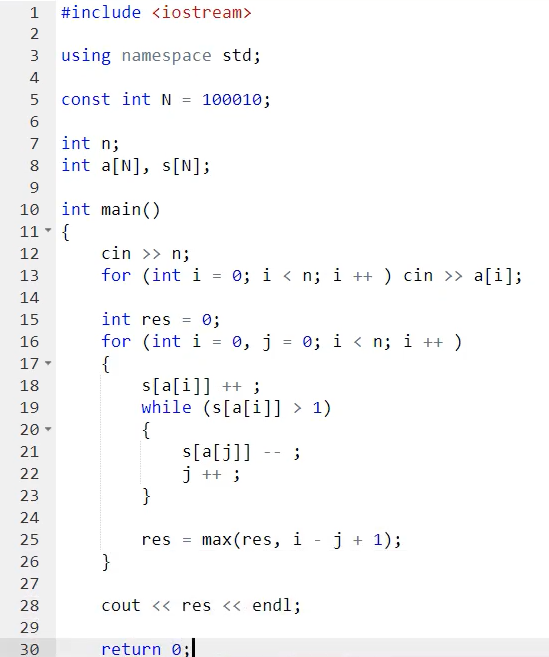 1 #include <iostream>
2
3 using namespace std;
4
5 const int N = 100010;
6
7 int n;
8 int a[N], s[N];
9
10 int main()
11 {
12     cin >> n;
13     for (int i = 0; i < n; i ++ ) cin >> a[i];
14
15     int res = 0;
16     for (int i = 0, j = 0; i < n; i ++ )
17     {
18         s[a[i]] ++ ;
19         while (s[a[i]] > 1)
20         {
21             s[a[j]] -- ;
22             j ++ ;
23         }
24
25         res = max(res, i - j + 1);
26     }
27
28     cout << res << endl;
29
30     return 0;